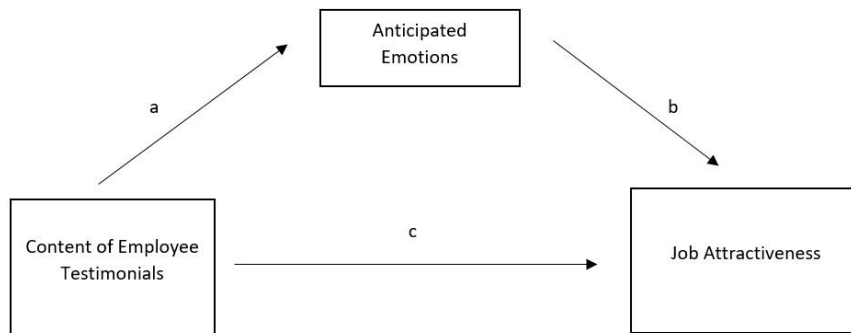 Anticipated
Emotions
a
b
Content of Employee
Testimonials
c
Job Attractiveness